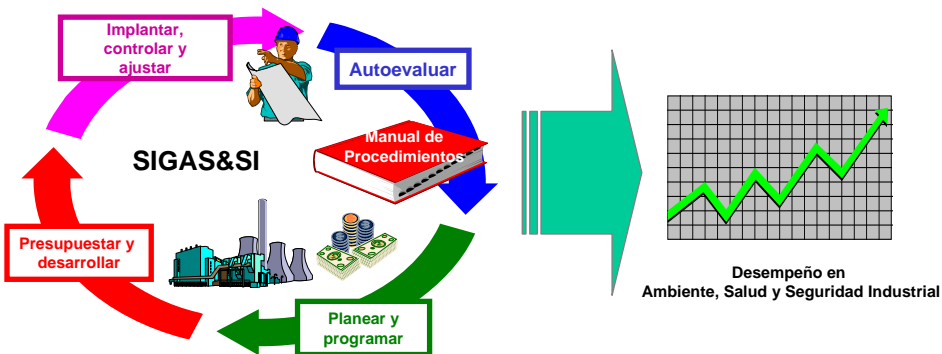 Implantar,
controlar y
ajustar
Autoevaluar
Manual de
Procedimientos
SIGAS&SI
Presupuestar y
desarrollar
Planear y
programar
Desempeño en
Ambiente, Salud y Seguridad Industrial